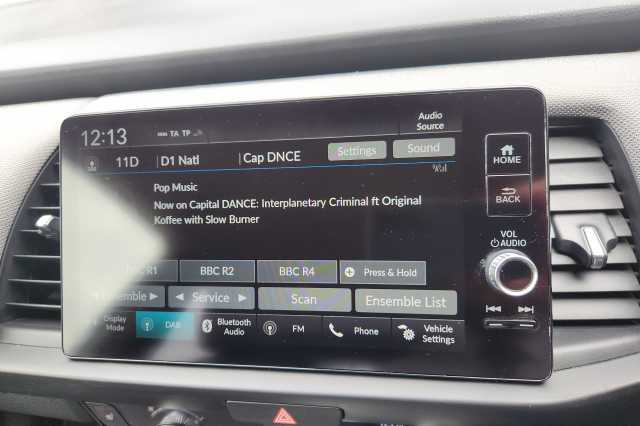 Audio
Source
12:13 TA TP
11D D1 Natl Cap DNCE Settings Sound
Pop Music
Now on Capital DANCE: Interplanetary Criminal ft Original
Koffee with Slow Burner
HOME
BACK
VOL
AUDIO
R1 BBC R2 BBC R4 Press & Hold
Ensemble Service Scan Ensemble List
Display
Mode
DAB
Bluetooth
Audio
FM
Phone
Vehicle
Settings